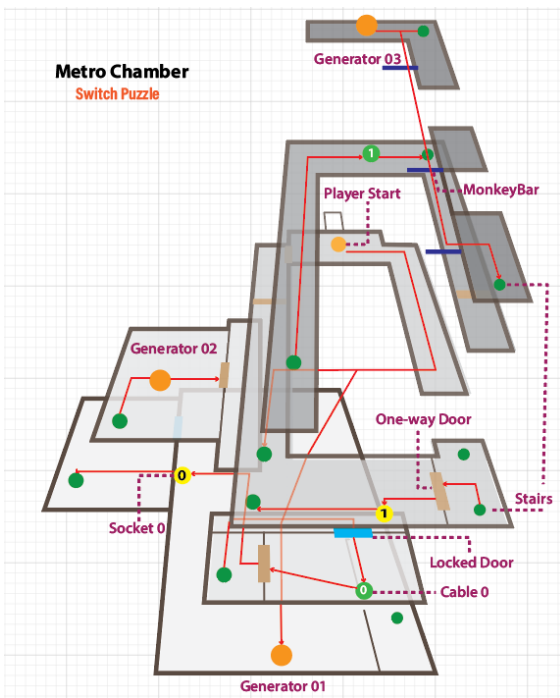 Generator 03
Metro Chamber
Switch Puzzle
1
MonkeyBar
Player Start
Generator 02
One-way Door
0
Stairs
1
Socket 0
Locked Door
0
Cable 0
Generator 01